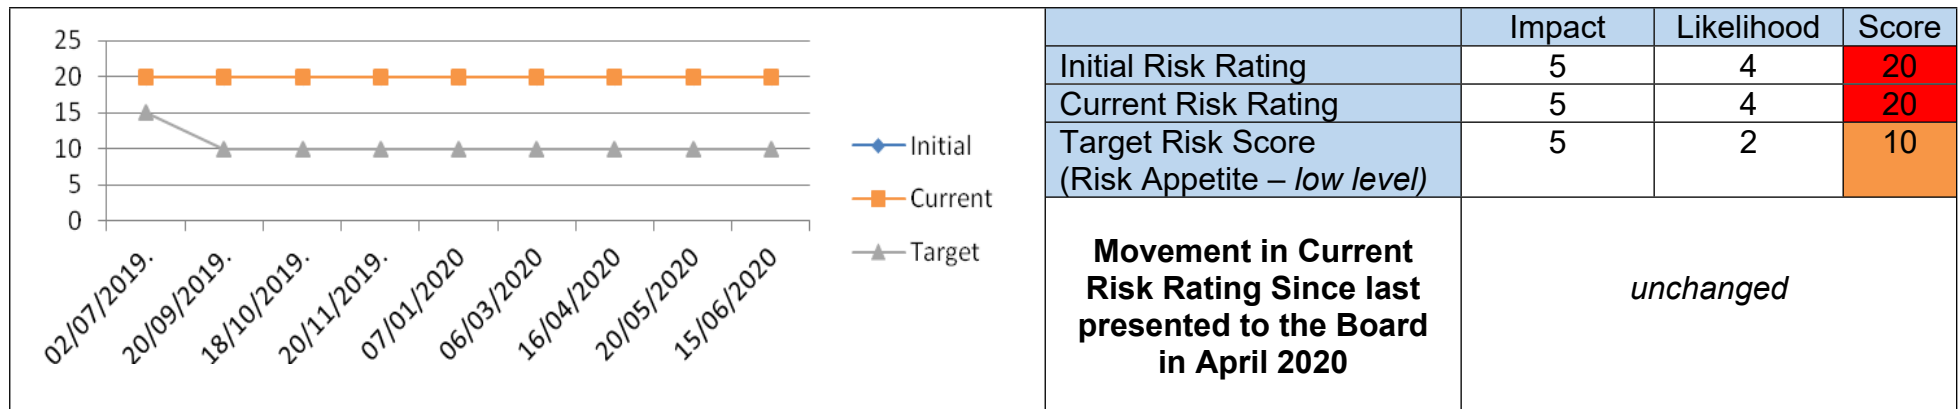 25
20
15
10
5
0
02/07/2019.
20/09/2019.
18/10/2019.
20/11/2019.
07/01/2020
06/03/2020
16/04/2020
20/05/2020
15/06/2020
Initial
Current
Target
Impact Likelihood Score
Initial Risk Rating 5 4 20
Current Risk Rating 5 4 20
Target Risk Score 5 2 10
(Risk Appetite – low level)
Movement in Current
Risk Rating Since last
presented to the Board
in April 2020
unchanged